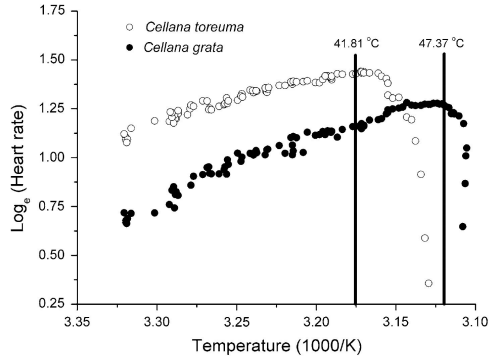 1.75
Cellana toreuma
Cellana grata
41.81 °C
47.37 °C
1.50
1.25
1.00
0.75
0.50
0.25
Logₑ (Heart rate)
3.35
3.30
3.25
3.20
3.15
3.10
Temperature (1000/K)